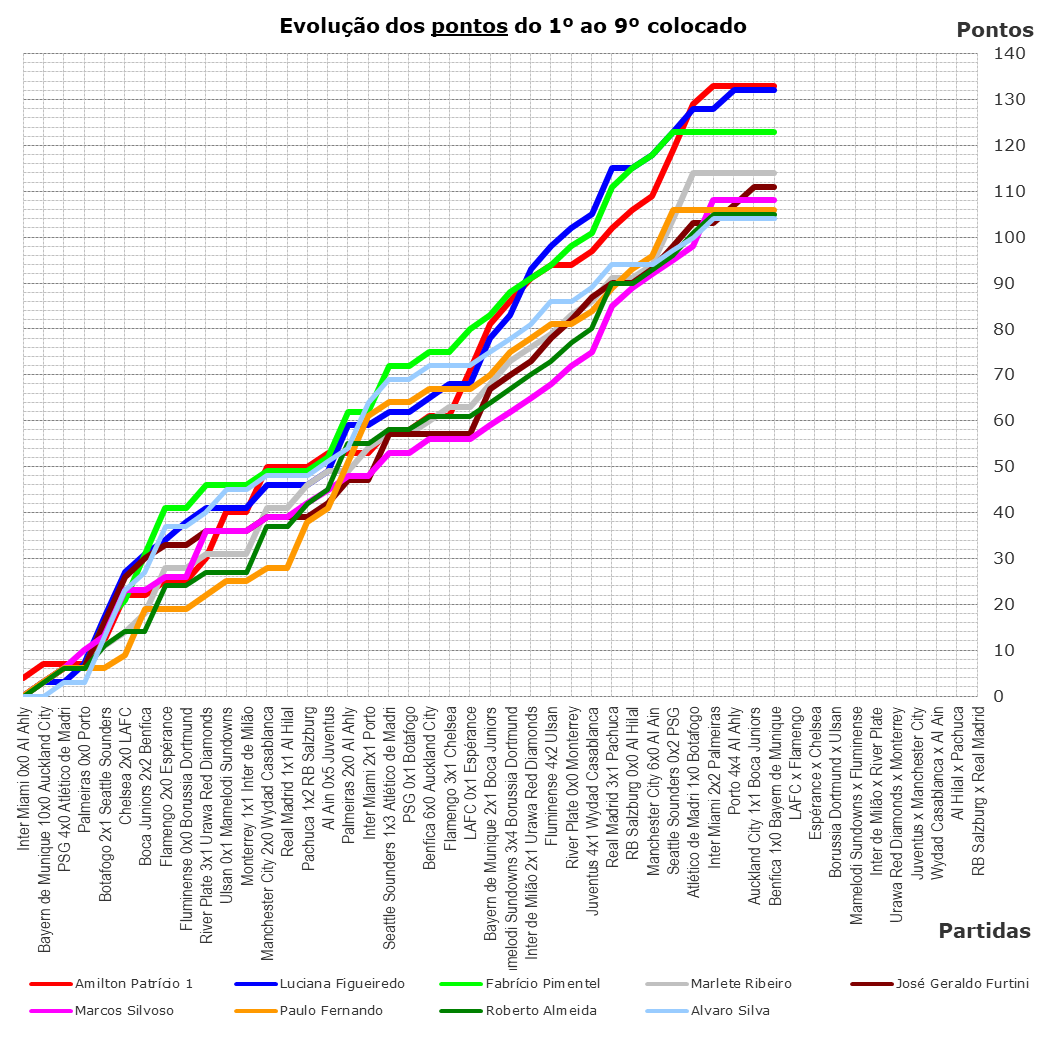 Evolução dos pontos do 1º ao 9º colocado
Pontos
140
130
120
110
100
90
80
70
60
50
40
30
20
10
0
Inter Miami 0x0 Al Ahly
Bayern de Munique 10x0 Auckland City
PSG 4x0 Atlético de Madri
Palmeiras 0x0 Porto
Botafogo 2x1 Seattle Sounders
Chelsea 2x0 LAFC
Boca Juniors 2x2 Benfica
Flamengo 2x0 Espérance
Fluminense 0x0 Borussia Dortmund
River Plate 3x1 Urawa Red Diamonds
Ulsan 0x1 Mamelodi Sundowns
Monterrey 1x1 Inter de Milão
Manchester City 2x0 Wydad Casablanca
Real Madrid 1x1 Al Hilal
Pachuca 1x2 RB Salzburg
Al Ain 0x5 Juventus
Palmeiras 2x0 Al Ahly
Inter Miami 2x1 Porto
Seattle Sounders 1x3 Atlético de Madri
PSG 0x1 Botafogo
Benfica 6x0 Auckland City
Flamengo 3x1 Chelsea
LAFC 0x1 Espérance
Bayern de Munique 2x1 Boca Juniors
melodi Sundowns 3x4 Borussia Dortmund
Inter de Milão 2x1 Urawa Red Diamonds
Fluminense 4x2 Ulsan
River Plate 0x0 Monterrey
Juventus 4x1 Wydad Casablanca
Real Madrid 3x1 Pachuca
RB Salzburg 0x0 Al Hilal
Manchester City 6x0 Al Ain
Seattle Sounders 0x2 PSG
Atlético de Madri 1x0 Botafogo
Inter Miami 2x2 Palmeiras
Porto 4x4 Al Ahly
Auckland City 1x1 Boca Juniors
Benfica 1x0 Bayern de Munique
LAFC x Flamengo
Espérance x Chelsea
Borussia Dortmund x Ulsan
Mamelodi Sundowns x Fluminense
Inter de Milão x River Plate
Urawa Red Diamonds x Monterrey
Juventus x Manchester City
Wydad Casablanca x Al Ain
Al Hilal x Pachuca
RB Salzburg x Real Madrid
Partidas
Amilton Patrício 1
Luciana Figueiredo
Fabrício Pimentel
Marlete Ribeiro
José Geraldo Furtini
Marcos Silvoso
Paulo Fernando
Roberto Almeida
Alvaro Silva